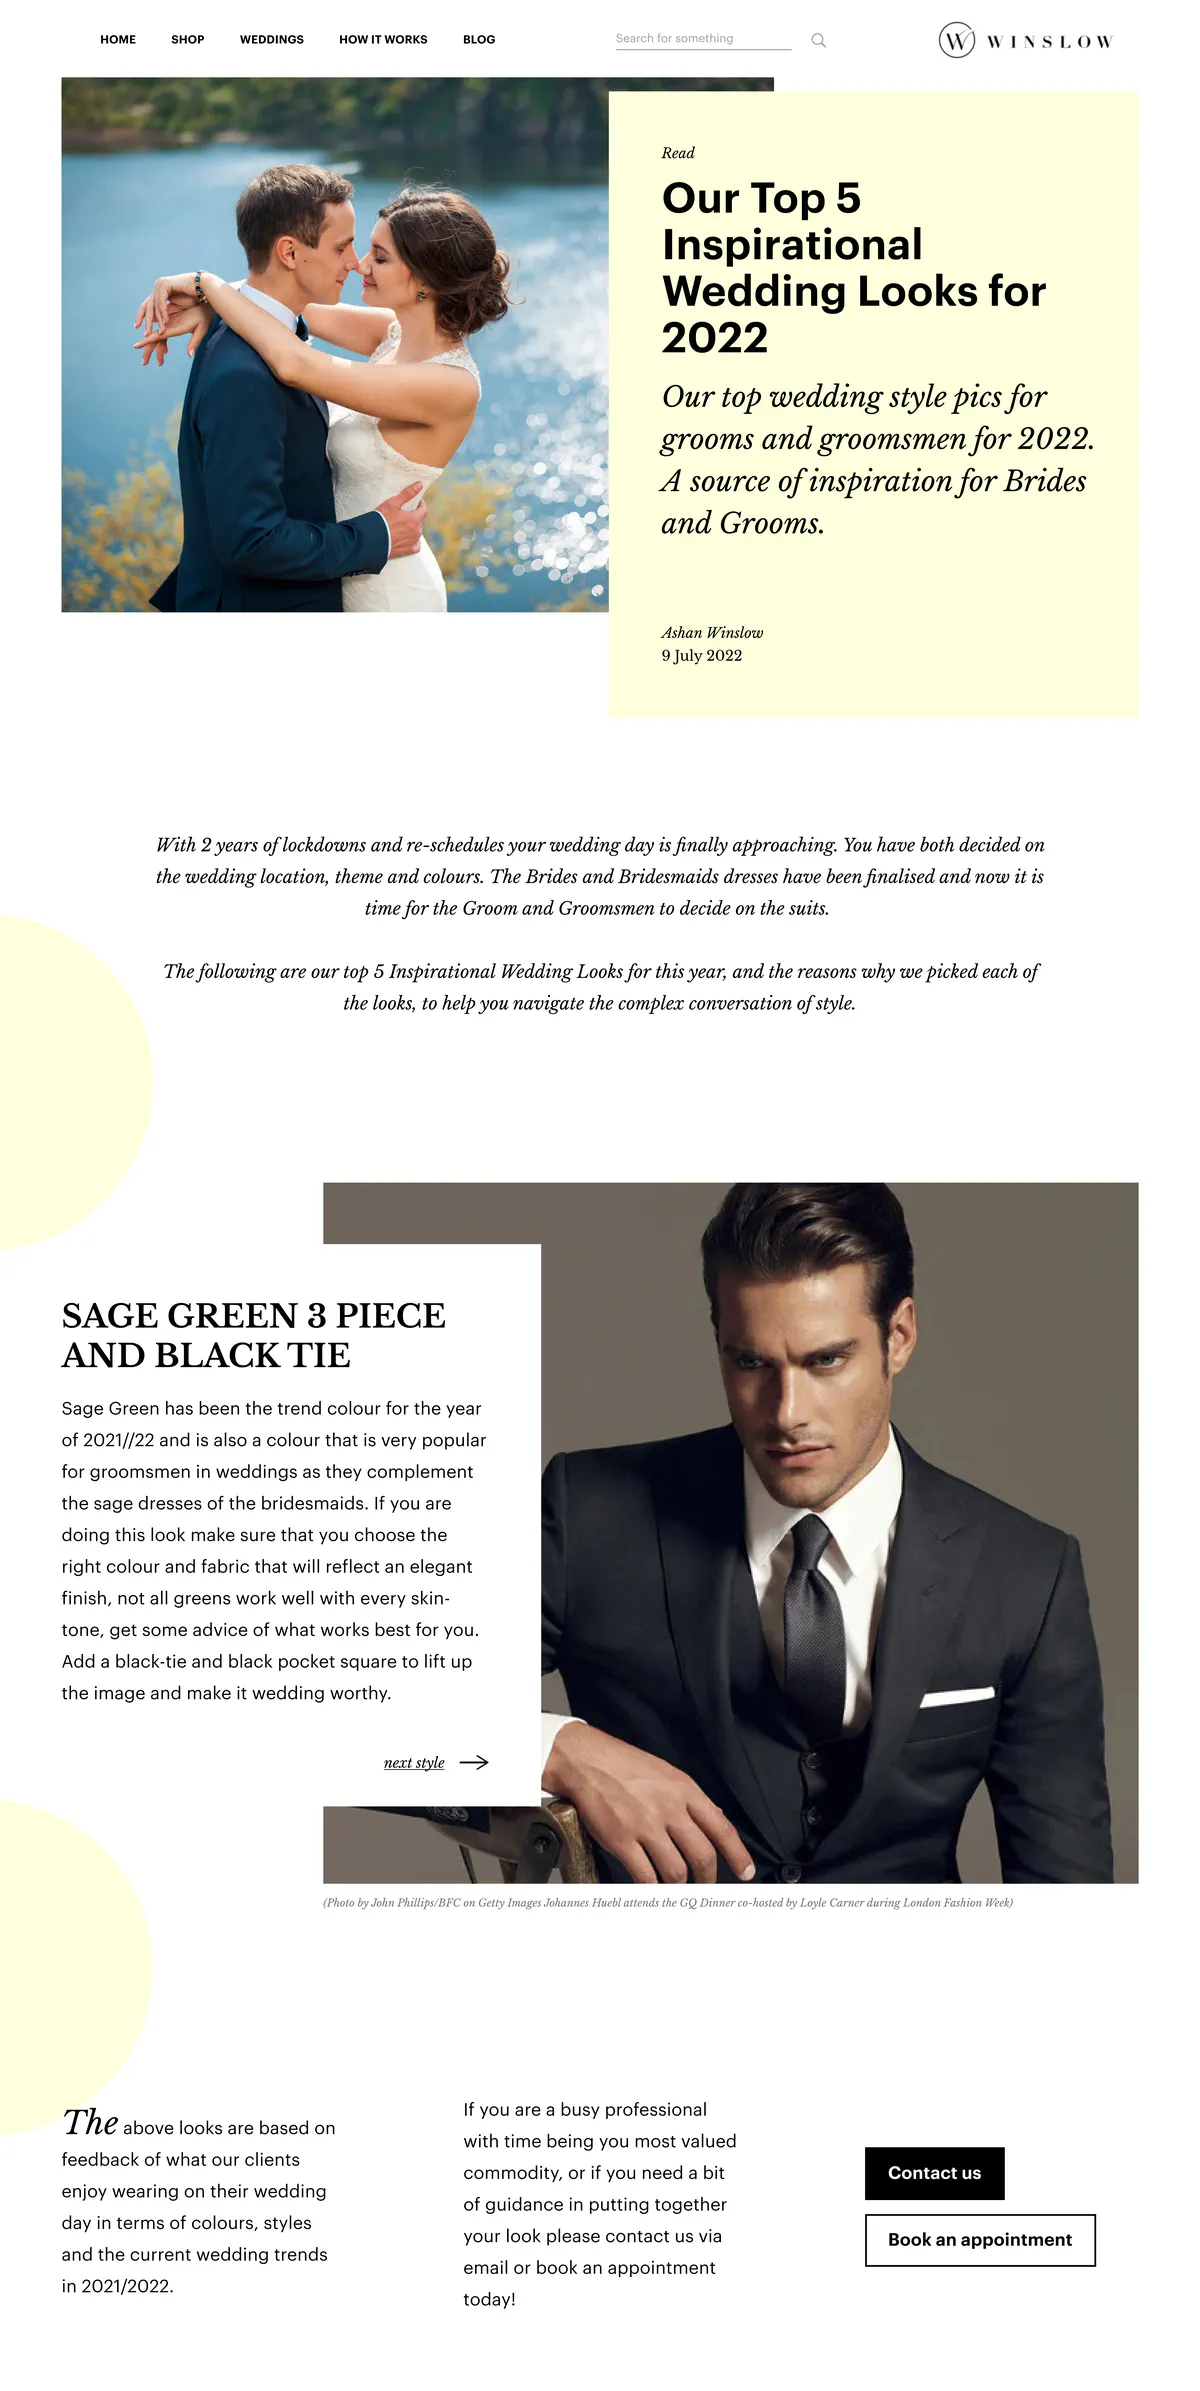 HOME SHOP WEDDINGS HOW IT WORKS BLOG Search for something W WINSLOW
Read
Our Top 5
Inspirational
Wedding Looks for
2022
Our top wedding style pics for
grooms and groomsmen for 2022.
A source of inspiration for Brides
and Grooms.
Ashan Winslow
9 July 2022
With 2 years of lockdowns and re-schedules your wedding day is finally approaching. You have both decided on
the wedding location, theme and colours. The Brides and Bridesmaids dresses have been finalised and now it is
time for the Groom and Groomsmen to decide on the suits.
The following are our top 5 Inspirational Wedding Looks for this year, and the reasons why we picked each of
the looks, to help you navigate the complex conversation of style.
SAGE GREEN 3 PIECE
AND BLACK TIE
Sage Green has been the trend colour for the year
of 2021//22 and is also a colour that is very popular
for groomsmen in weddings as they complement
the sage dresses of the bridesmaids. If you are
doing this look make sure that you choose the
right colour and fabric that will reflect an elegant
finish, not all greens work well with every skin-
tone, get some advice of what works best for you.
Add a black-tie and black pocket square to lift up
the image and make it wedding worthy.
next style
(Photo by John Phillips/BFC on Getty Images Johannes Huebl attends the GQ Dinner co-hosted by Loyle Carner during London Fashion Week)
The above looks are based on
feedback of what our clients
enjoy wearing on their wedding
day in terms of colours, styles
and the current wedding trends
in 2021/2022.
If you are a busy professional
with time being you most valued
commodity, or if you need a bit
of guidance in putting together
your look please contact us via
email or book an appointment
today!
Contact us
Book an appointment